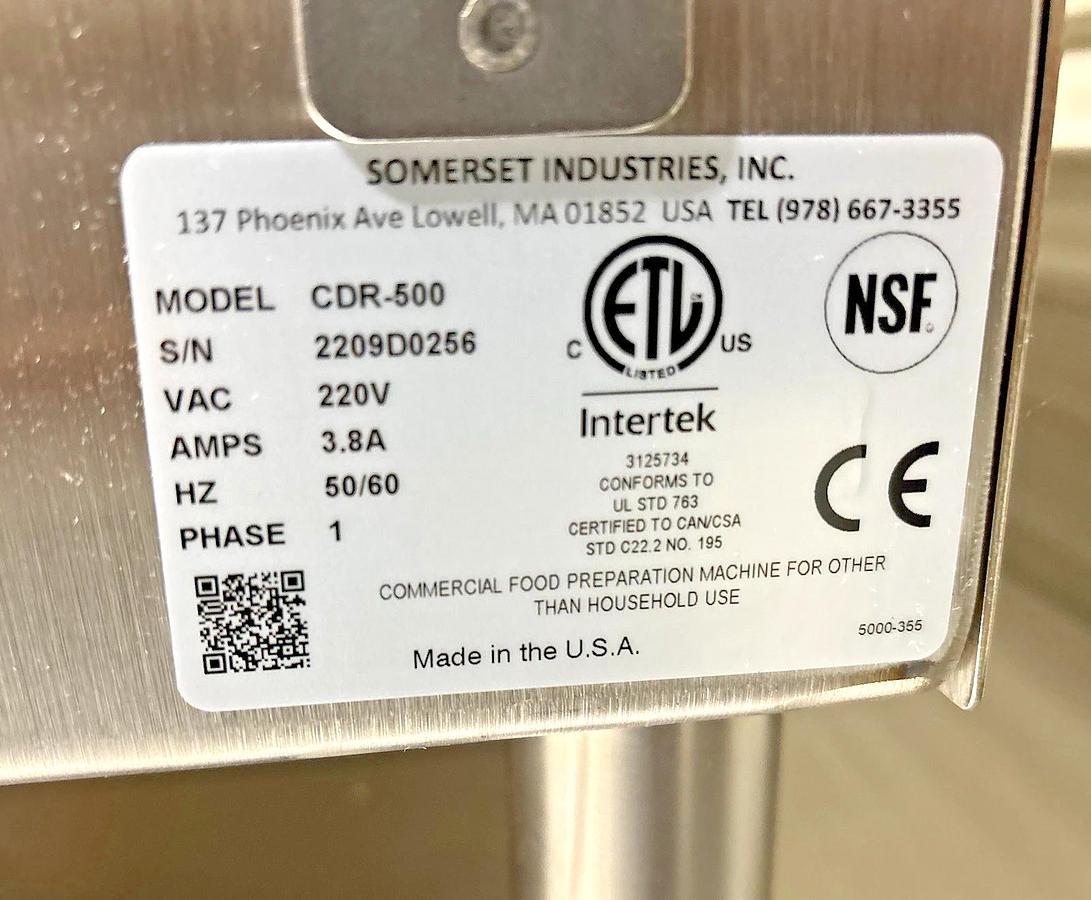 SOMERSET INDUSTRIES, INC.
137 Phoenix Ave Lowell, MA 01852 USA TEL (978) 667-3355
MODEL CDR-500
S/N 2209D0256
VAC 220V
AMPS 3.8A
HZ 50/60
PHASE 1
C ETL US
LISTED
Intertek
3125734
CONFORMS TO
UL STD 763
CERTIFIED TO CAN/CSA
STD C22.2 NO. 195
NSF
CE
COMMERCIAL FOOD PREPARATION MACHINE FOR OTHER
THAN HOUSEHOLD USE
Made in the U.S.A.
5000-355